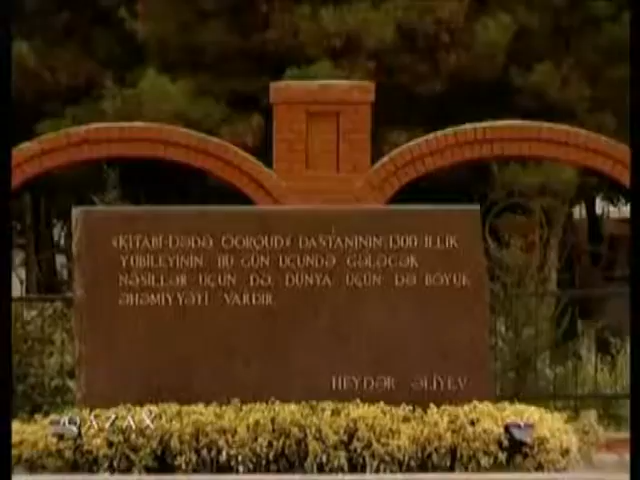 «KİTABİ-DƏDƏ QORQUD» DASTANININ 1300 İLLİK
YUBİLEYİNİN BU GÜN ÜÇÜNDƏ GƏLƏCƏK
NƏSİLLƏR ÜÇÜN DƏ, DÜNYA ÜÇÜN DƏ BÖYÜK
ƏHƏMİYYƏTİ VARDIR
HEYDƏR ƏLİYEV
QAZAX